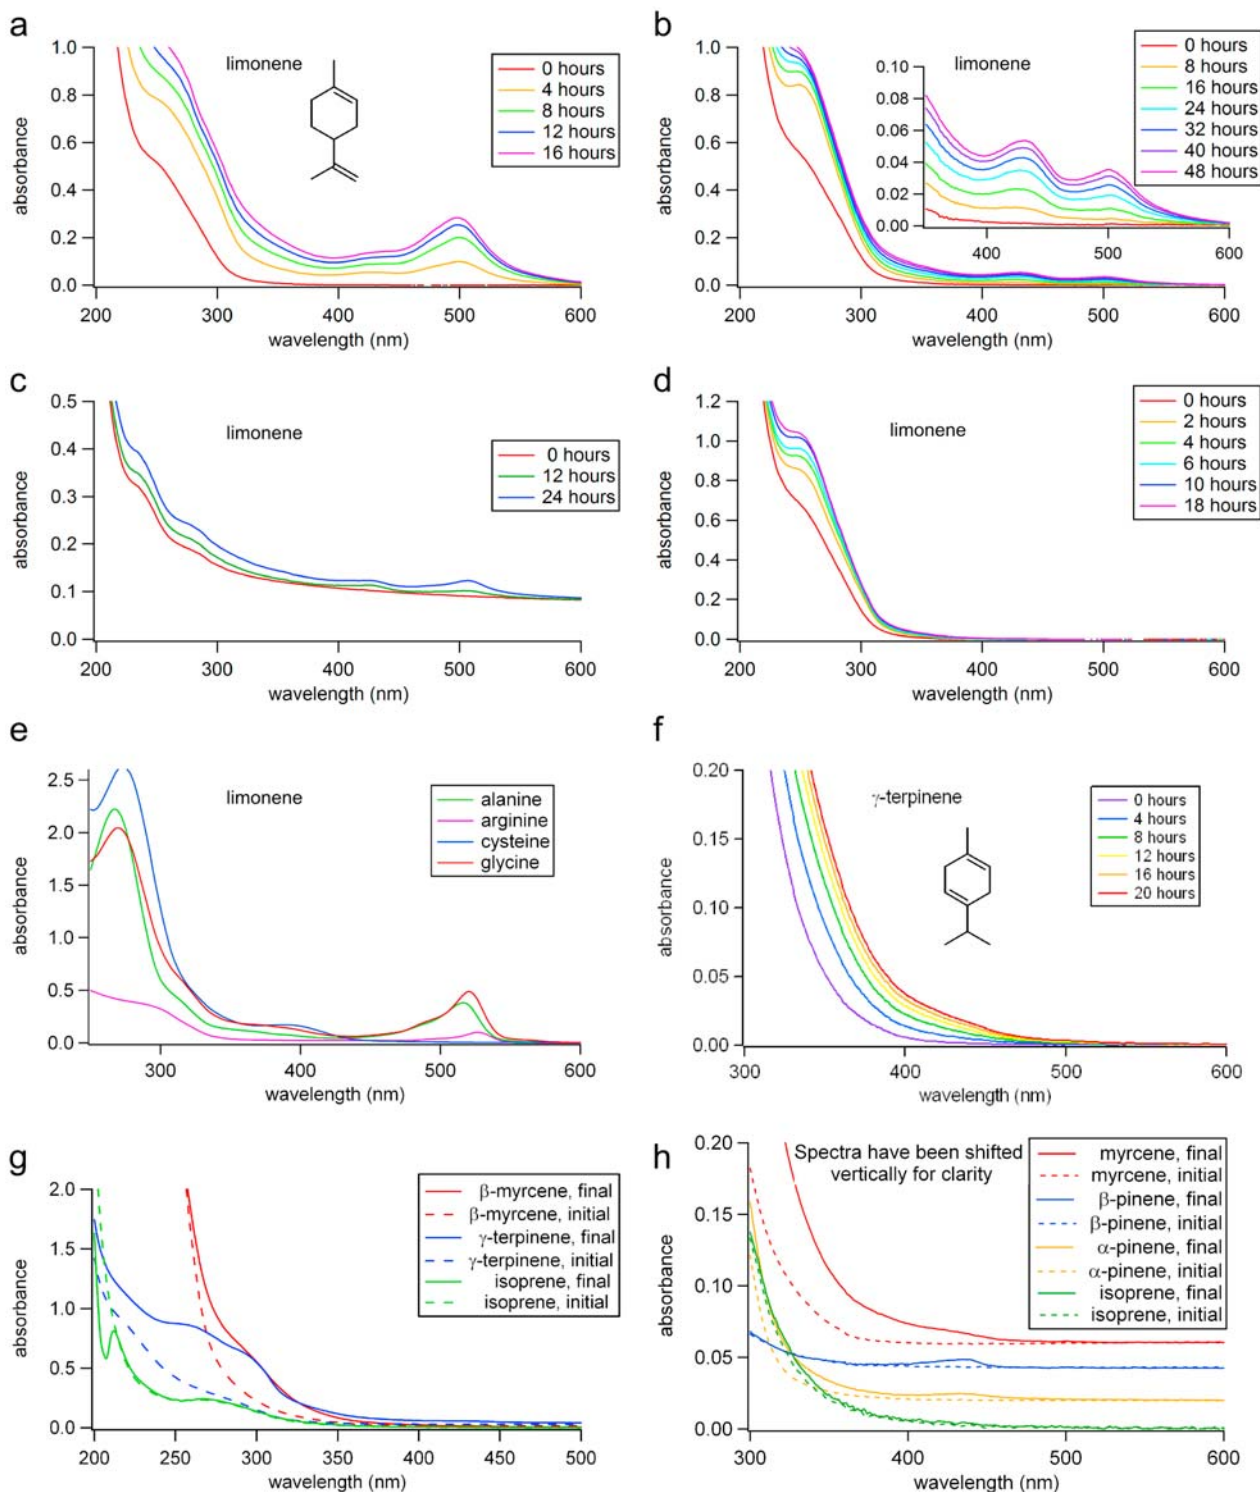 a
1.0
0.8
0.6
0.4
0.2
0.0
absorbance
limonene
0 hours
4 hours
8 hours
12 hours
16 hours
200
300
400
500
600
wavelength (nm)
b
1.0
0.8
0.6
0.4
0.2
0.0
absorbance
limonene
0.10
0.08
0.06
0.04
0.02
0.00
400
500
600
0 hours
8 hours
16 hours
24 hours
32 hours
40 hours
48 hours
200
300
400
500
600
wavelength (nm)
c
0.5
0.4
0.3
0.2
0.1
0.0
absorbance
limonene
0 hours
12 hours
24 hours
200
300
400
500
600
wavelength (nm)
d
1.2
1.0
0.8
0.6
0.4
0.2
0.0
absorbance
limonene
0 hours
2 hours
4 hours
6 hours
10 hours
18 hours
200
300
400
500
600
wavelength (nm)
e
2.5
2.0
1.5
1.0
0.5
0.0
absorbance
limonene
alanine
arginine
cysteine
glycine
300
400
500
600
wavelength (nm)
f
0.20
0.15
0.10
0.05
0.00
absorbance
γ-terpinene
0 hours
4 hours
8 hours
12 hours
16 hours
20 hours
300
400
500
600
wavelength (nm)
g
2.0
1.5
1.0
0.5
0.0
absorbance
β-myrcene, final
β-myrcene, initial
γ-terpinene, final
γ-terpinene, initial
isoprene, final
isoprene, initial
200
250
300
350
400
450
500
wavelength (nm)
h
0.20
0.15
0.10
0.05
0.00
absorbance
Spectra have been shifted
vertically for clarity
myrcene, final
myrcene, initial
β-pinene, final
β-pinene, initial
α-pinene, final
α-pinene, initial
isoprene, final
isoprene, initial
300
400
500
600
wavelength (nm)